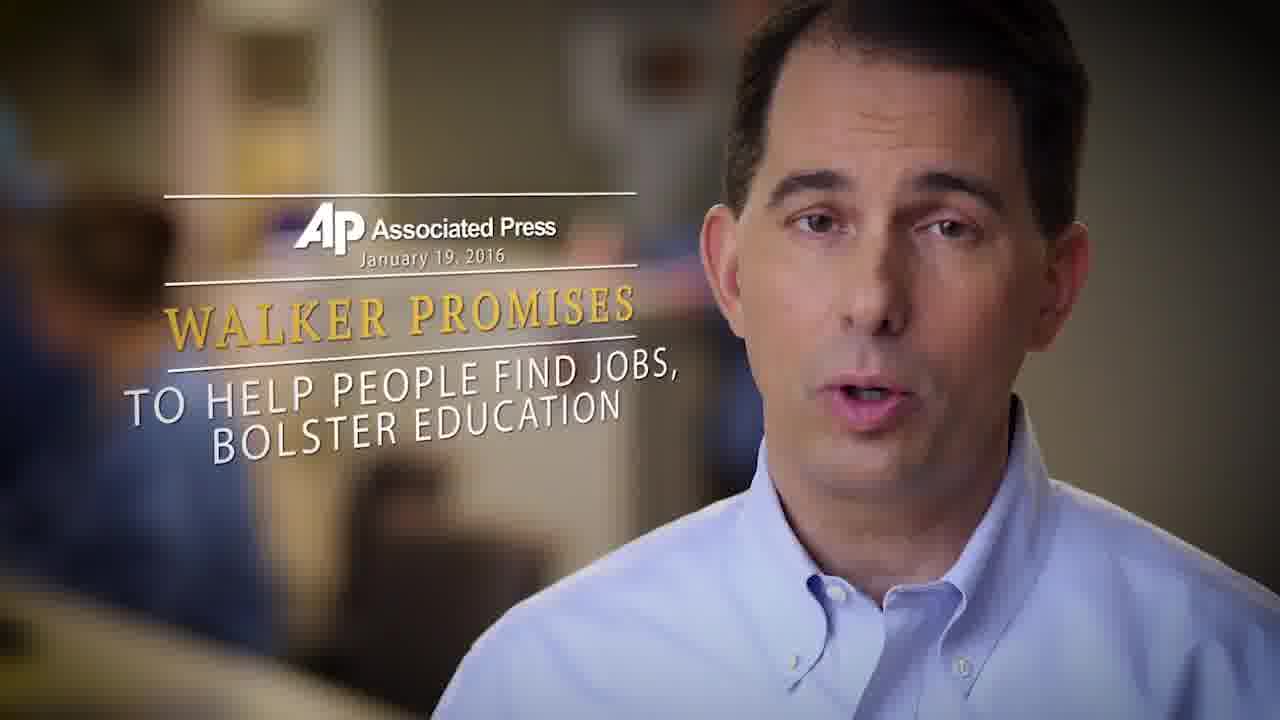 AP Associated Press
January 19, 2016
WALKER PROMISES
TO HELP PEOPLE FIND JOBS,
BOLSTER EDUCATION